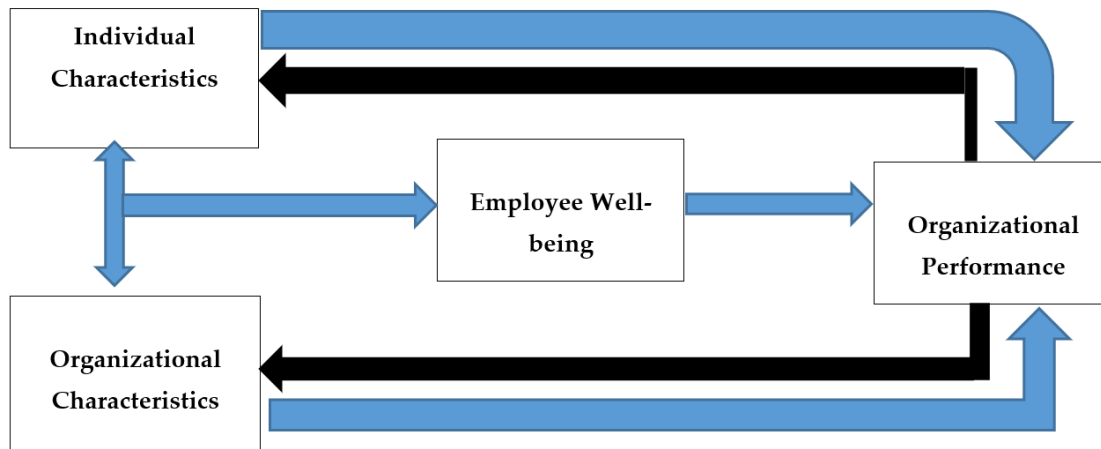 Individual
Characteristics
Employee Well-
being
Organizational
Performance
Organizational
Characteristics